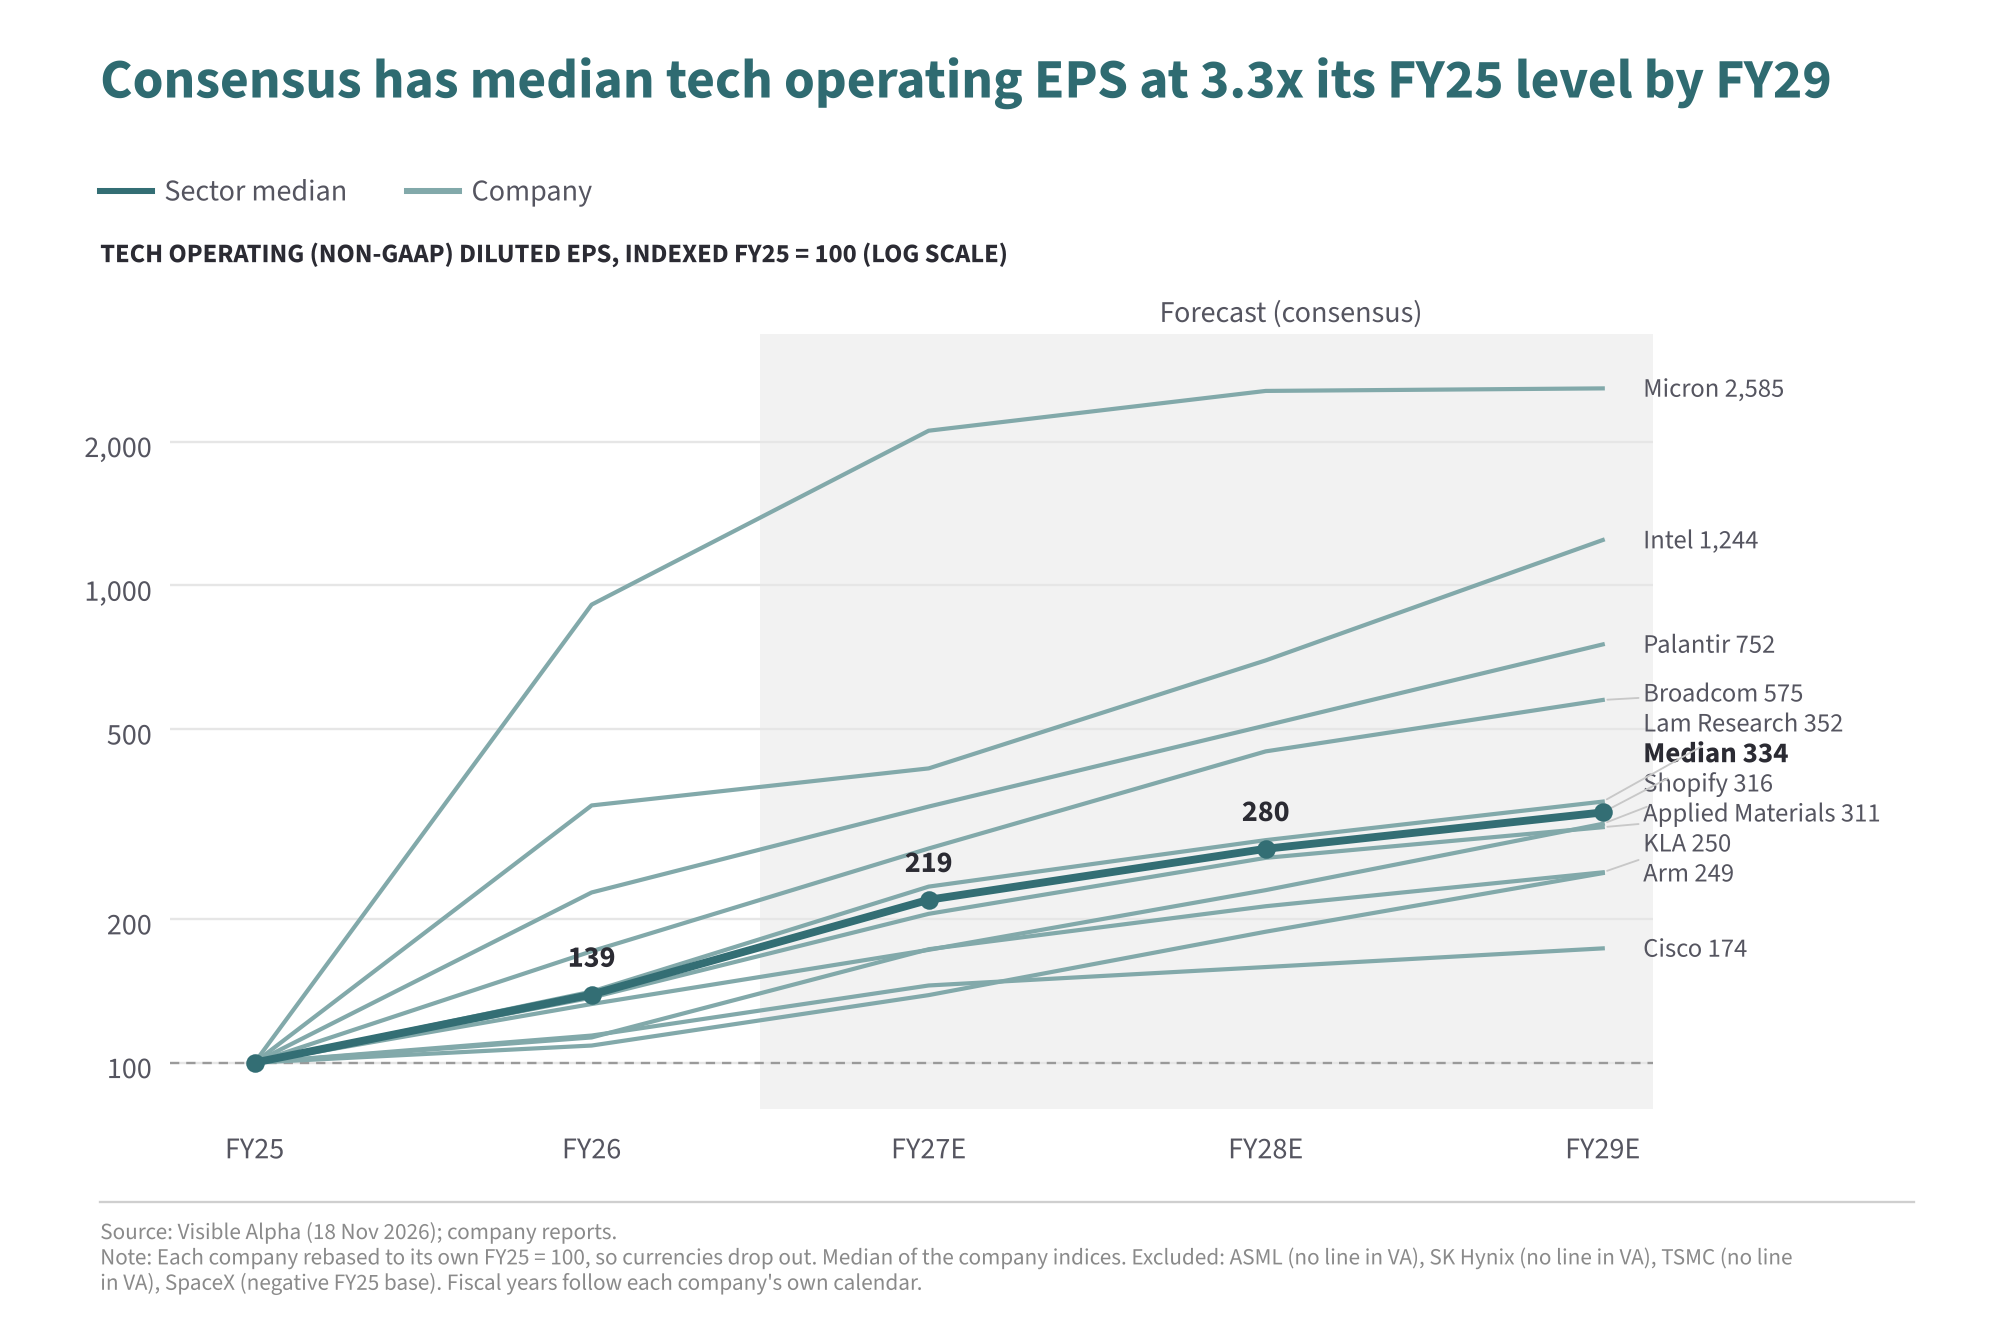 Consensus has median tech operating EPS at 3.3x its FY25 level by FY29
Sector median
Company
TECH OPERATING (NON-GAAP) DILUTED EPS, INDEXED FY25 = 100 (LOG SCALE)
Forecast (consensus)
Micron 2,585
2,000
Intel 1,244
1,000
Palantir 752
Broadcom 575
Lam Research 352
500
Median 334
Shopify 316
280
Applied Materials 311
KLA 250
219
Arm 249
200
Cisco 174
139
100
FY25
FY26
FY27E
FY28E
FY29E
Source: Visible Alpha (18 Nov 2026); company reports.
Note: Each company rebased to its own FY25 = 100, so currencies drop out. Median of the company indices. Excluded: ASML (no line in VA), SK Hynix (no line in VA), TSMC (no line
in VA), SpaceX (negative FY25 base). Fiscal years follow each company's own calendar.